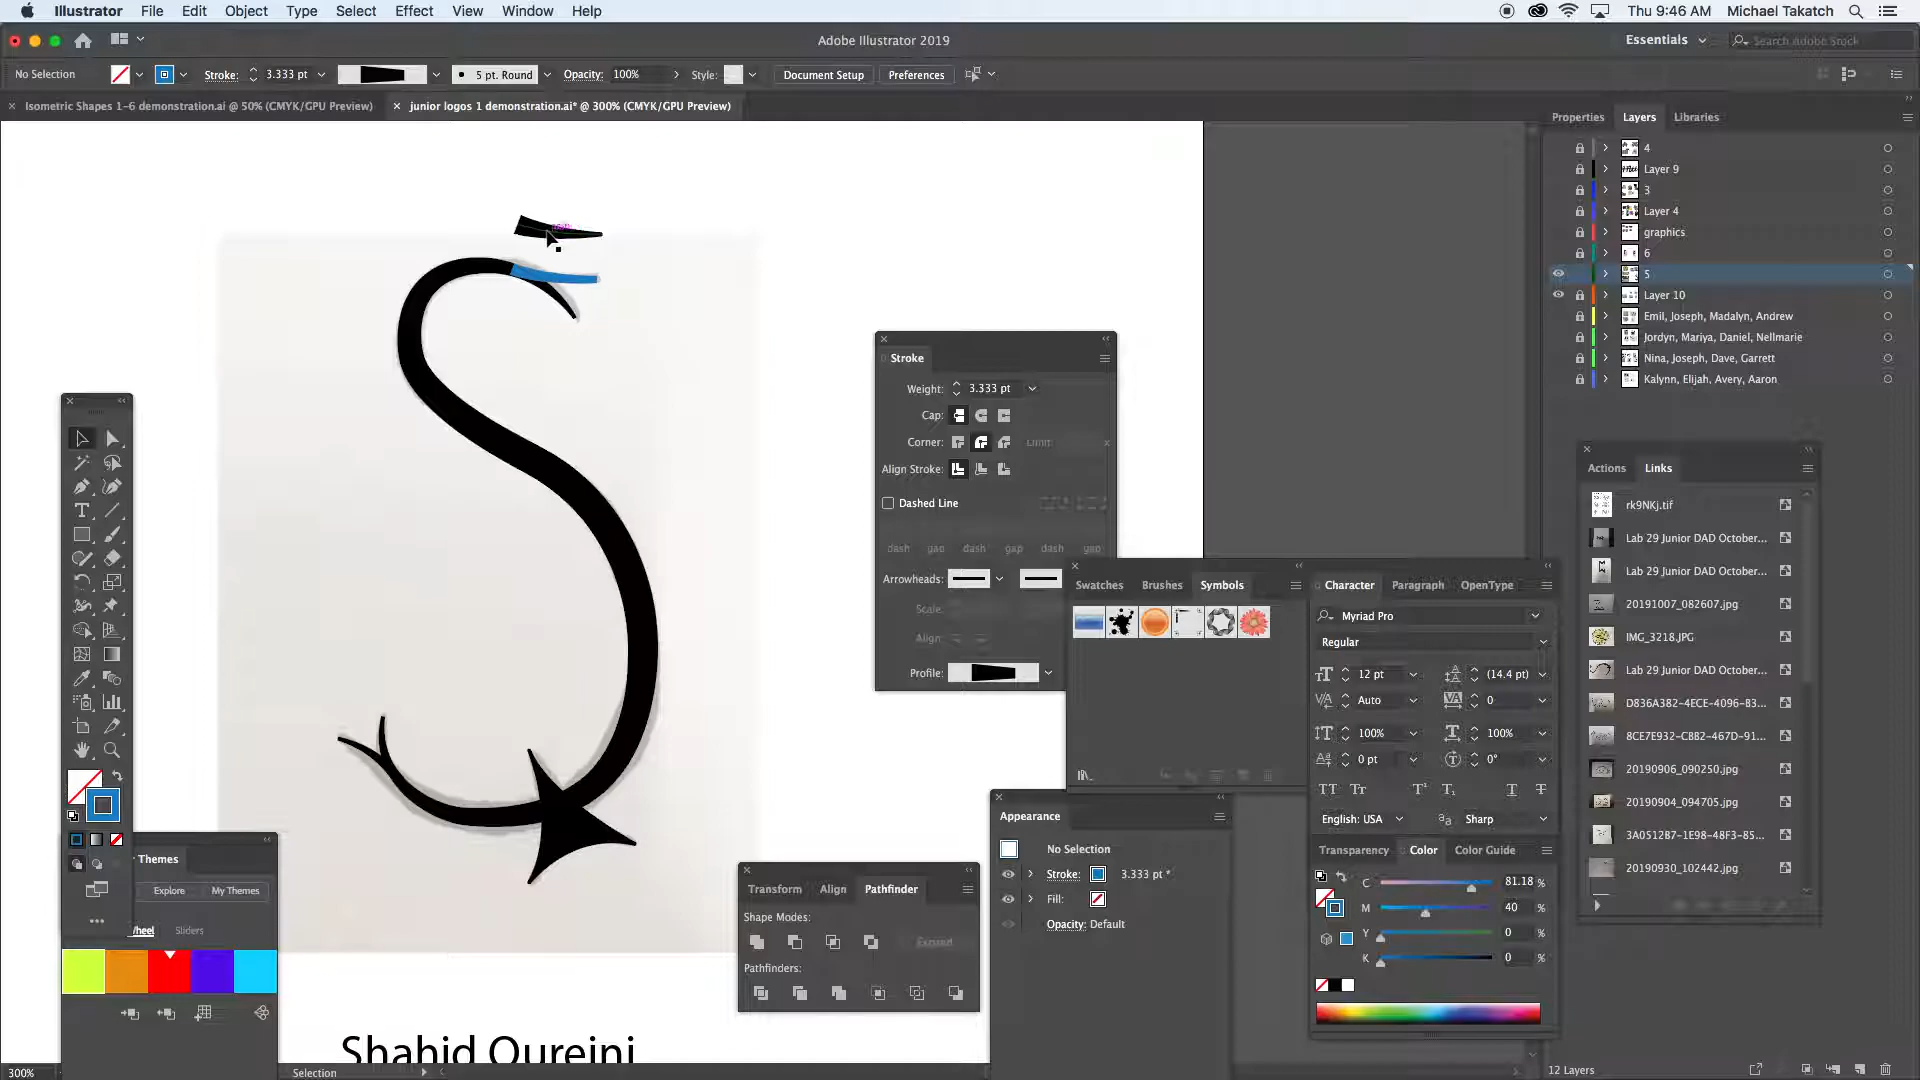 Illustrator File Edit Object Type Select Effect View Window Help
Thu 9:46 AM Michael Takatch
Adobe Illustrator 2019
Essentials
Search Adobe Stock
No Selection
Stroke: 3.333 pt
5 pt. Round
Opacity: 100%
Style:
Document Setup
Preferences
Isometric Shapes 1-6 demonstration.ai @ 50% (CMYK/GPU Preview)
junior logos 1 demonstration.ai* @ 300% (CMYK/GPU Preview)
Properties Layers Libraries
4
Layer 9
3
Layer 4
graphics
6
5
Layer 10
Emil, Joseph, Madalyn, Andrew
Jordyn, Mariya, Daniel, Nellmarie
Nina, Joseph, Dave, Garrett
Kalynn, Elijah, Avery, Aaron
Stroke
Weight: 3.333 pt
Cap:
Corner: Limit
Align Stroke:
Dashed Line
dash gap dash gap dash gap
Arrowheads:
Scale:
Align:
Profile:
Actions Links
rk9NKj.tif
Lab 29 Junior DAD October...
Lab 29 Junior DAD October...
20191007_082607.jpg
IMG_3218.JPG
Lab 29 Junior DAD October...
D836A382-4ECE-4096-83...
8CE7E932-C8B2-467D-91...
20190906_090250.jpg
20190904_094705.jpg
3A0512B7-1E98-48F3-85...
20190930_102442.jpg
Swatches Brushes Symbols
Character Paragraph OpenType
Myriad Pro
Regular
12 pt (14.4 pt)
Auto 0
100% 100%
0 pt 0°
English: USA Sharp
Transparency Color Color Guide
C 81.18 %
M 40 %
Y 0 %
K 0 %
Appearance
No Selection
Stroke: 3.333 pt *
Fill:
Opacity: Default
Transform Align Pathfinder
Shape Modes:
Expand
Pathfinders:
Themes
Explore My Themes
Wheel Sliders
Shahid Qureini
300%
Selection
12 Layers